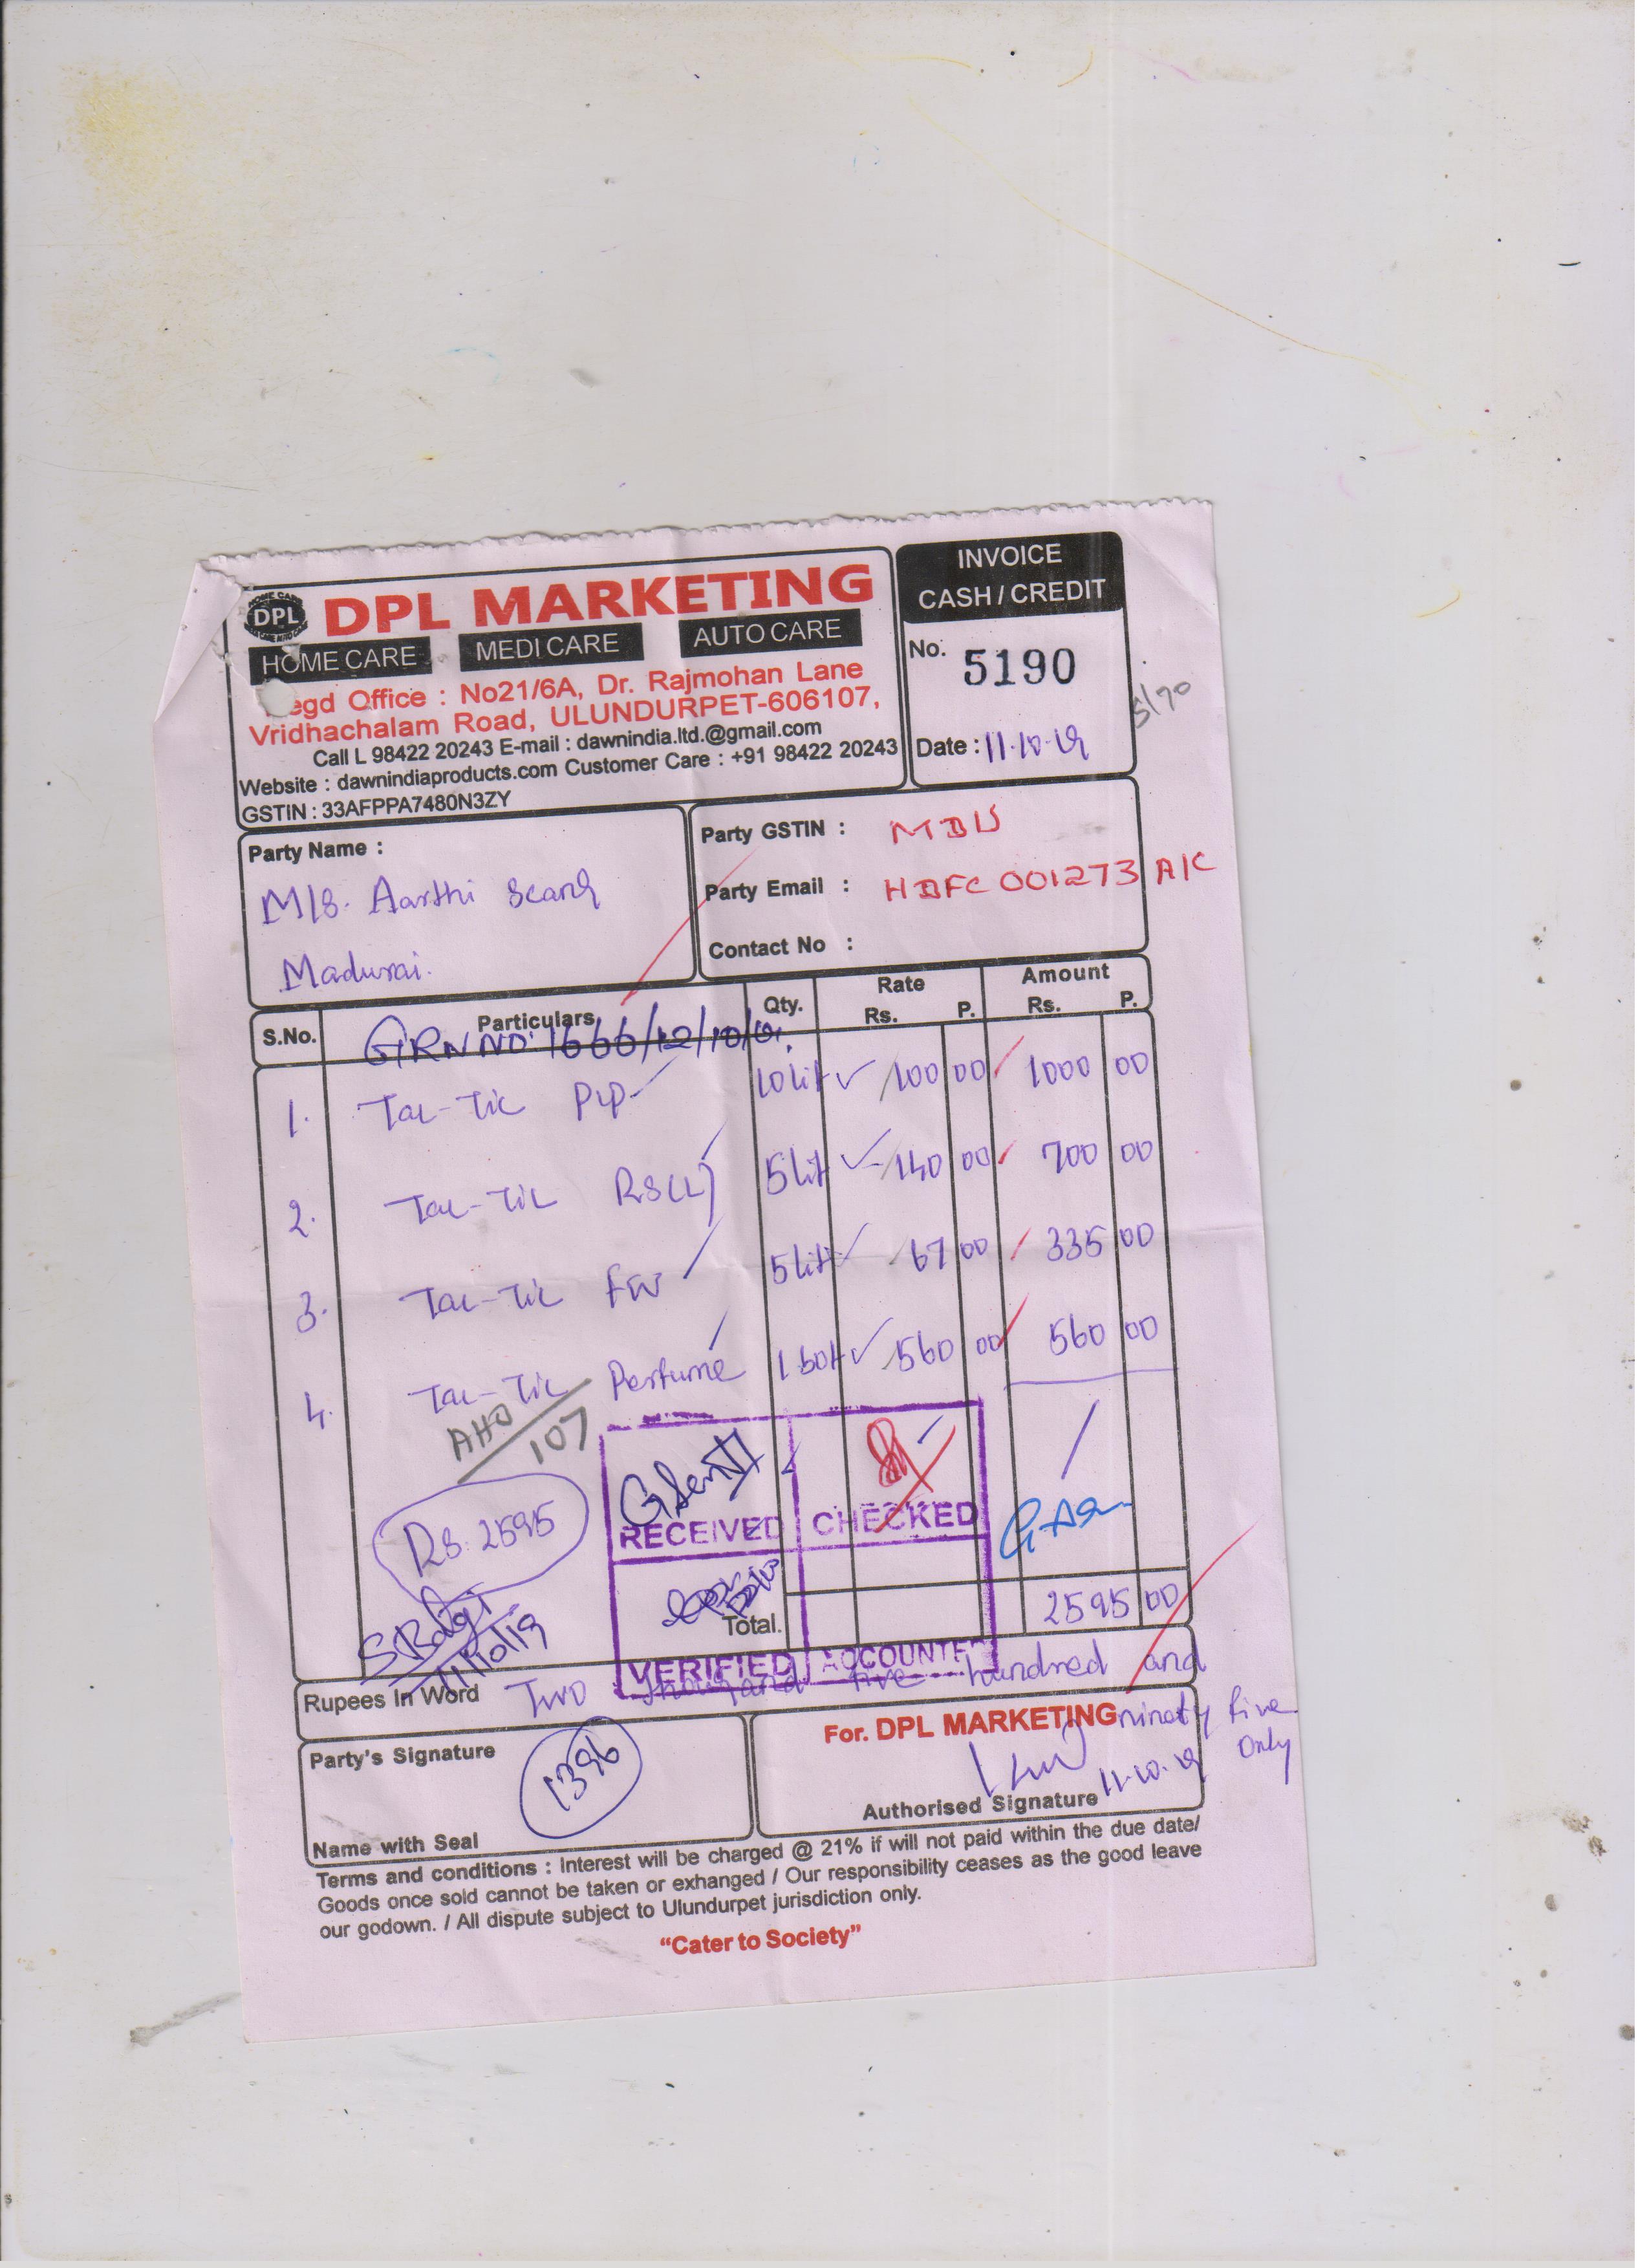 INVOICE
CASH / CREDIT
DPL
DPL MARKETING
HOME CARE MEDI CARE AUTO CARE
No. 5190
egd Office : No21/6A, Dr. Rajmohan Lane
Vridhachalam Road, ULUNDURPET-606107,
Call L 98422 20243 E-mail : dawnindia.ltd.@gmail.com
Website : dawnindiaproducts.com Customer Care : +91 98422 20243
GSTIN : 33AFPPA7480N3ZY
Date : 11.10.19
Party Name :
M/S. Aarthi Scans
Madurai.
Party GSTIN : MDU
Party Email : HDFC 001273 A/C
Contact No :
S.No. Particulars Qty. Rate Rs. P. Amount Rs. P.
GRN NO: 1666/12/10/19.
1. Tac-Tic PIP 10 lit 100 00 1000 00
2. Tac-Tic RS(L) 5 lit 140 00 700 00
3. Tac-Tic FW 5 lit 67 00 335 00
4. Tac-Tic Perfume 1 bot 560 00 560 00
AHO/107
Rs. 2595
RECEIVED CHECKED
11/10/19
Total. 2595 00
VERIFIED ACCOUNTE
Rupees In Word Two thousand five hundred and
ninety five
only
For. DPL MARKETING
Party's Signature
1396
11.10.19
Authorised Signature
Name with Seal
Terms and conditions : Interest will be charged @ 21% if will not paid within the due date/
Goods once sold cannot be taken or exhanged / Our responsibility ceases as the good leave
our godown. / All dispute subject to Ulundurpet jurisdiction only.
“Cater to Society”